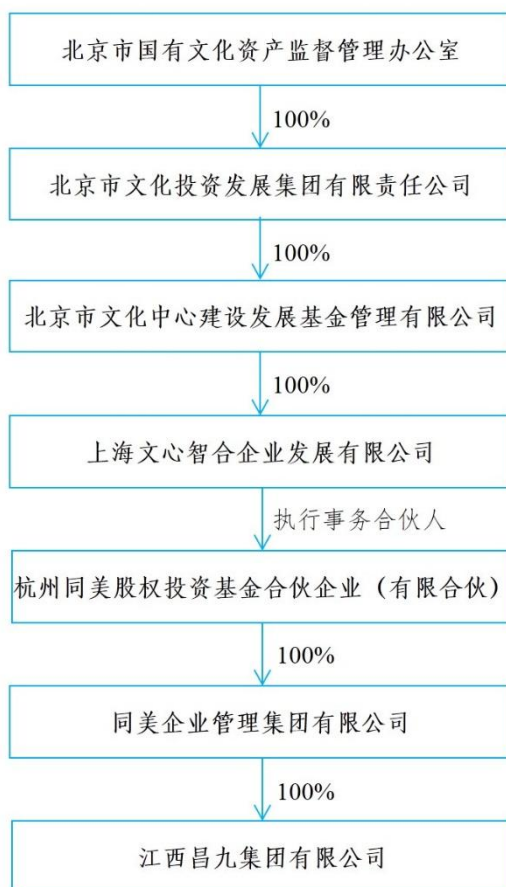 北京市国有文化资产监督管理办公室
100%
北京市文化投资发展集团有限责任公司
100%
北京市文化中心建设发展基金管理有限公司
100%
上海文心智合企业发展有限公司
执行事务合伙人
杭州同美股权投资基金合伙企业（有限合伙）
100%
同美企业管理集团有限公司
100%
江西昌九集团有限公司